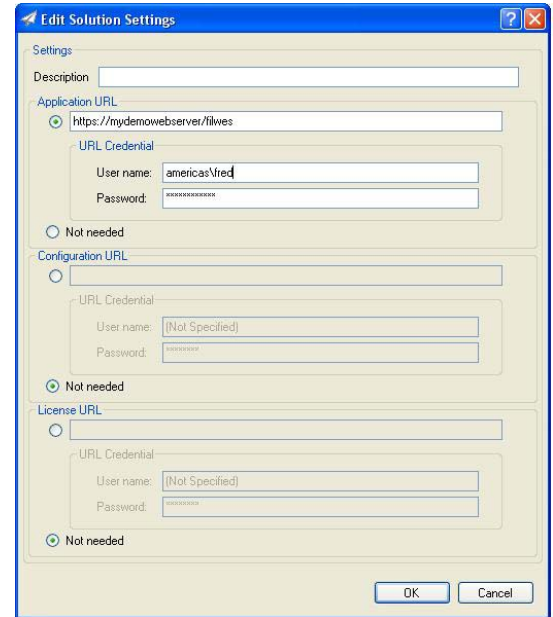 Edit Solution Settings
Settings
Description
Application URL
https://mydemowebserver/filwes
URL Credential
User name: americas\fred
Password: ************
Not needed
Configuration URL
URL Credential
User name: (Not Specified)
Password: ********
Not needed
License URL
URL Credential
User name: (Not Specified)
Password: ********
Not needed
OK Cancel